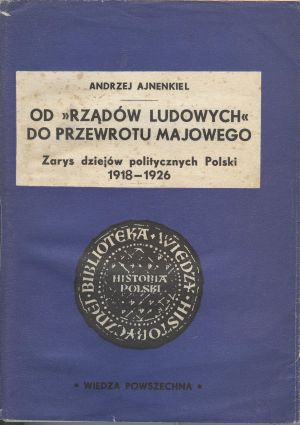 ANDRZEJ AJNENKIEL
OD »RZĄDÓW LUDOWYCH«
DO PRZEWROTU MAJOWEGO
Zarys dziejów politycznych Polski
1918—1926
BIBLIOTEKA WIEDZY HISTORYCZNEJ
HISTORIA
POLSKI
• WIEDZA POWSZECHNA •